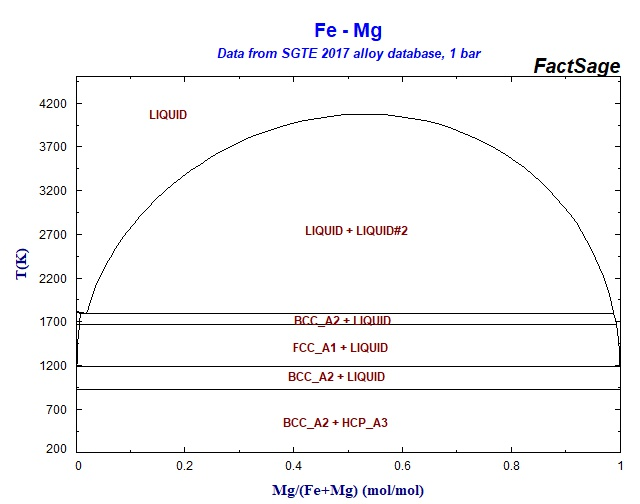 Fe - Mg
Data from SGTE 2017 alloy database, 1 bar
FactSage
LIQUID
LIQUID + LIQUID#2
BCC_A2 + LIQUID
FCC_A1 + LIQUID
BCC_A2 + LIQUID
BCC_A2 + HCP_A3
T(K)
4200
3700
3200
2700
2200
1700
1200
700
200
0 0.2 0.4 0.6 0.8 1
Mg/(Fe+Mg) (mol/mol)